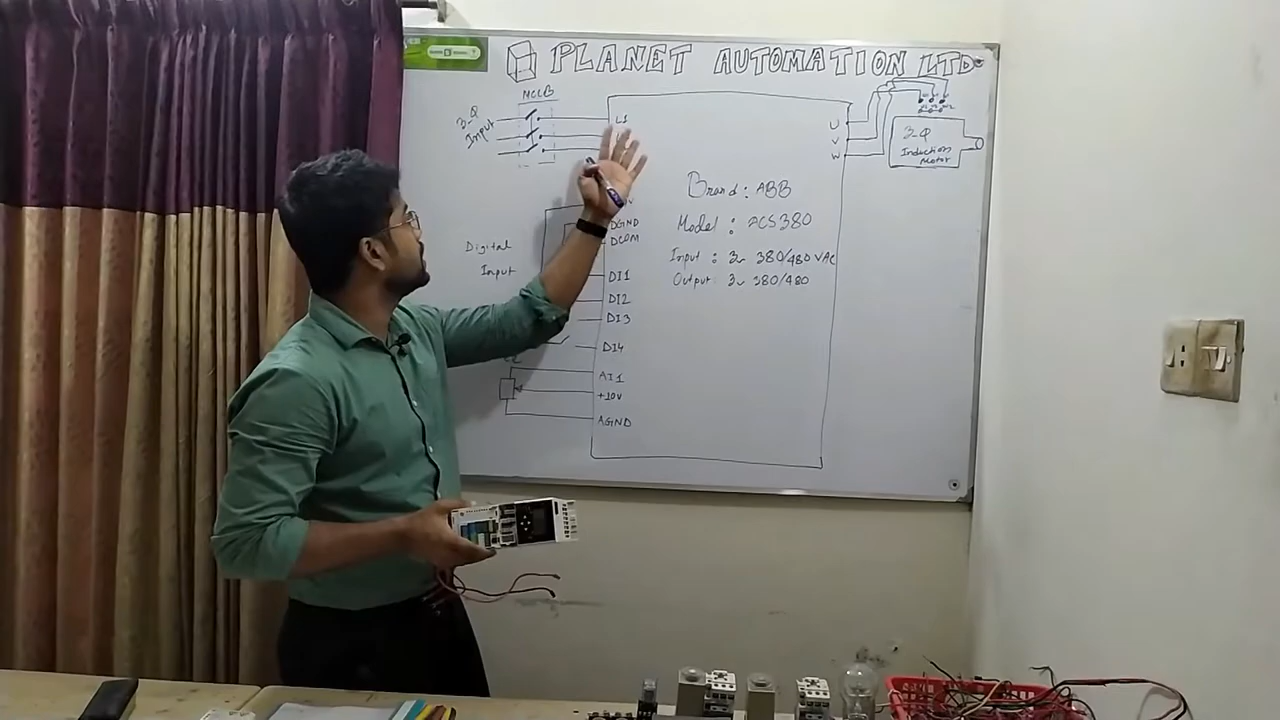 PLANET AUTOMATION LTD
MCCB
3-Φ
Input
L1
U
V
W
3-Φ
Induction
Motor
Brand : ABB
Model : ACS380
Input : 3~ 380/480 VAC
Output : 3~ 380/480
Digital
Input
DGND
DCOM
DI1
DI2
DI3
DI4
AI1
+10V
AGND